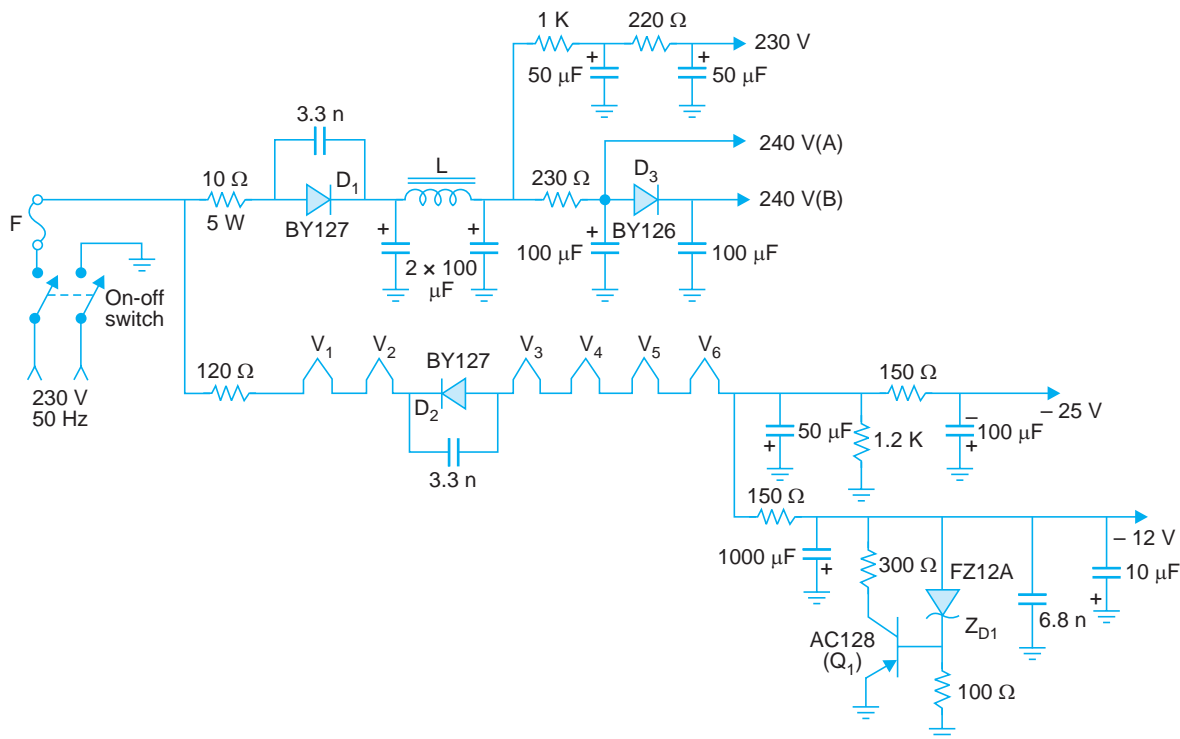 1 K
220 Ω
230 V
+
50 μF
+
50 μF
3.3 n
10 Ω
5 W
D1
BY127
L
+
+
2 × 100
μF
230 Ω
240 V(A)
D3
240 V(B)
BY126
+
100 μF
100 μF
F
On-off
switch
230 V
50 Hz
120 Ω
V1
V2
BY127
D2
3.3 n
V3
V4
V5
V6
150 Ω
– 25 V
50 μF
+
1.2 K
–
100 μF
+
150 Ω
– 12 V
1000 μF
+
300 Ω
FZ12A
ZD1
10 μF
+
6.8 n
AC128
(Q1)
100 Ω